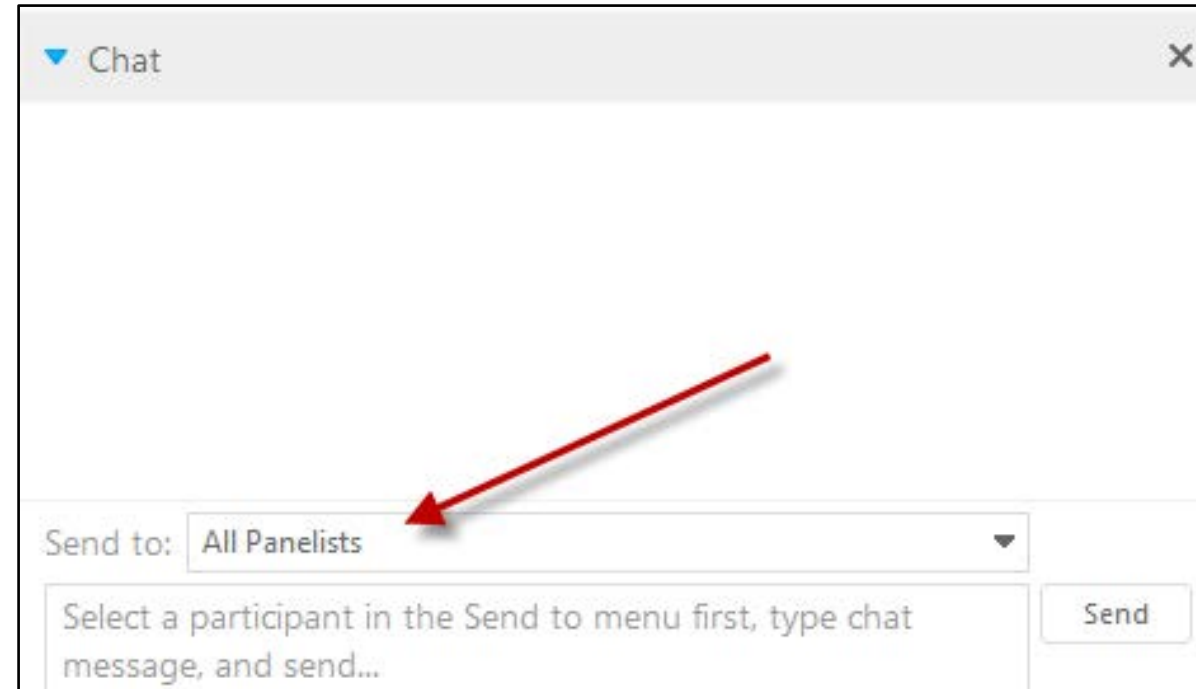 Chat
Send to: All Panelists
Select a participant in the Send to menu first, type chat
message, and send...
Send